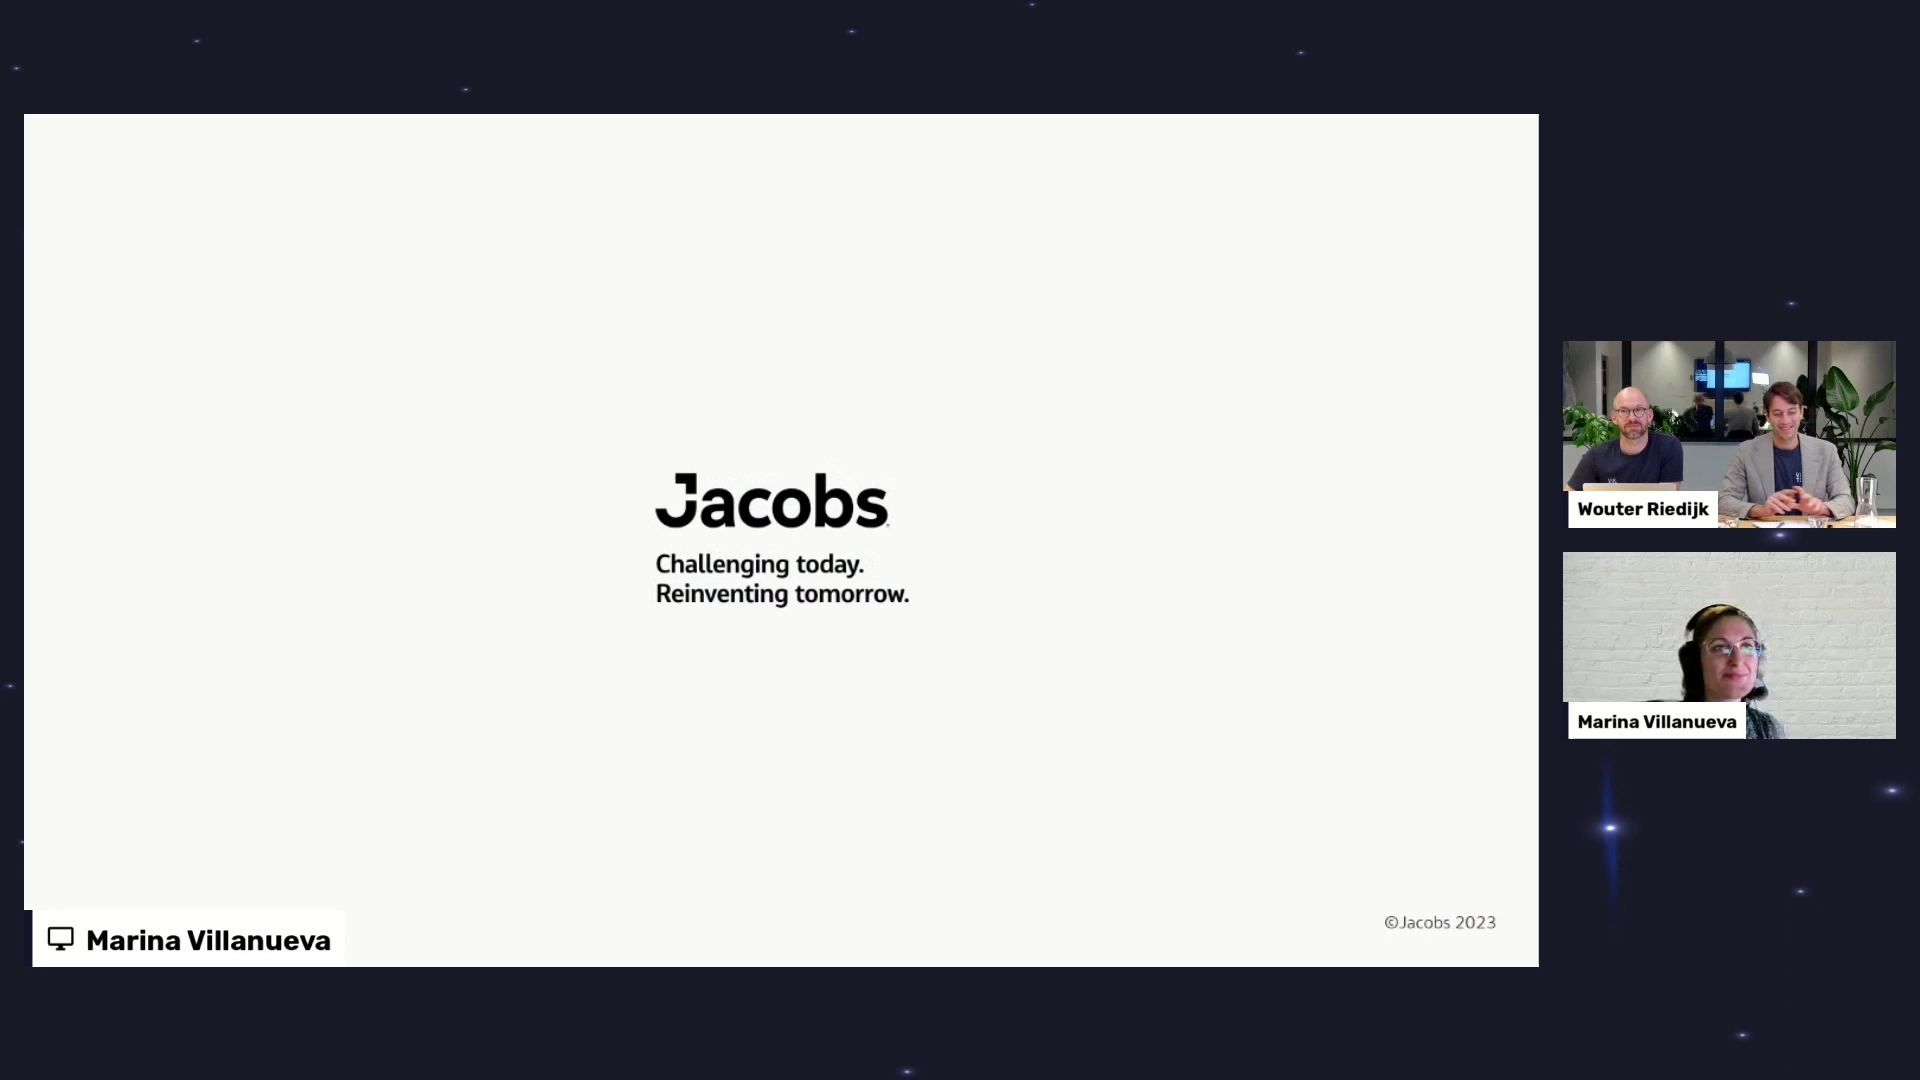 Jacobs
Challenging today.
Reinventing tomorrow.
©Jacobs 2023
Marina Villanueva
Wouter Riedijk
Marina Villanueva